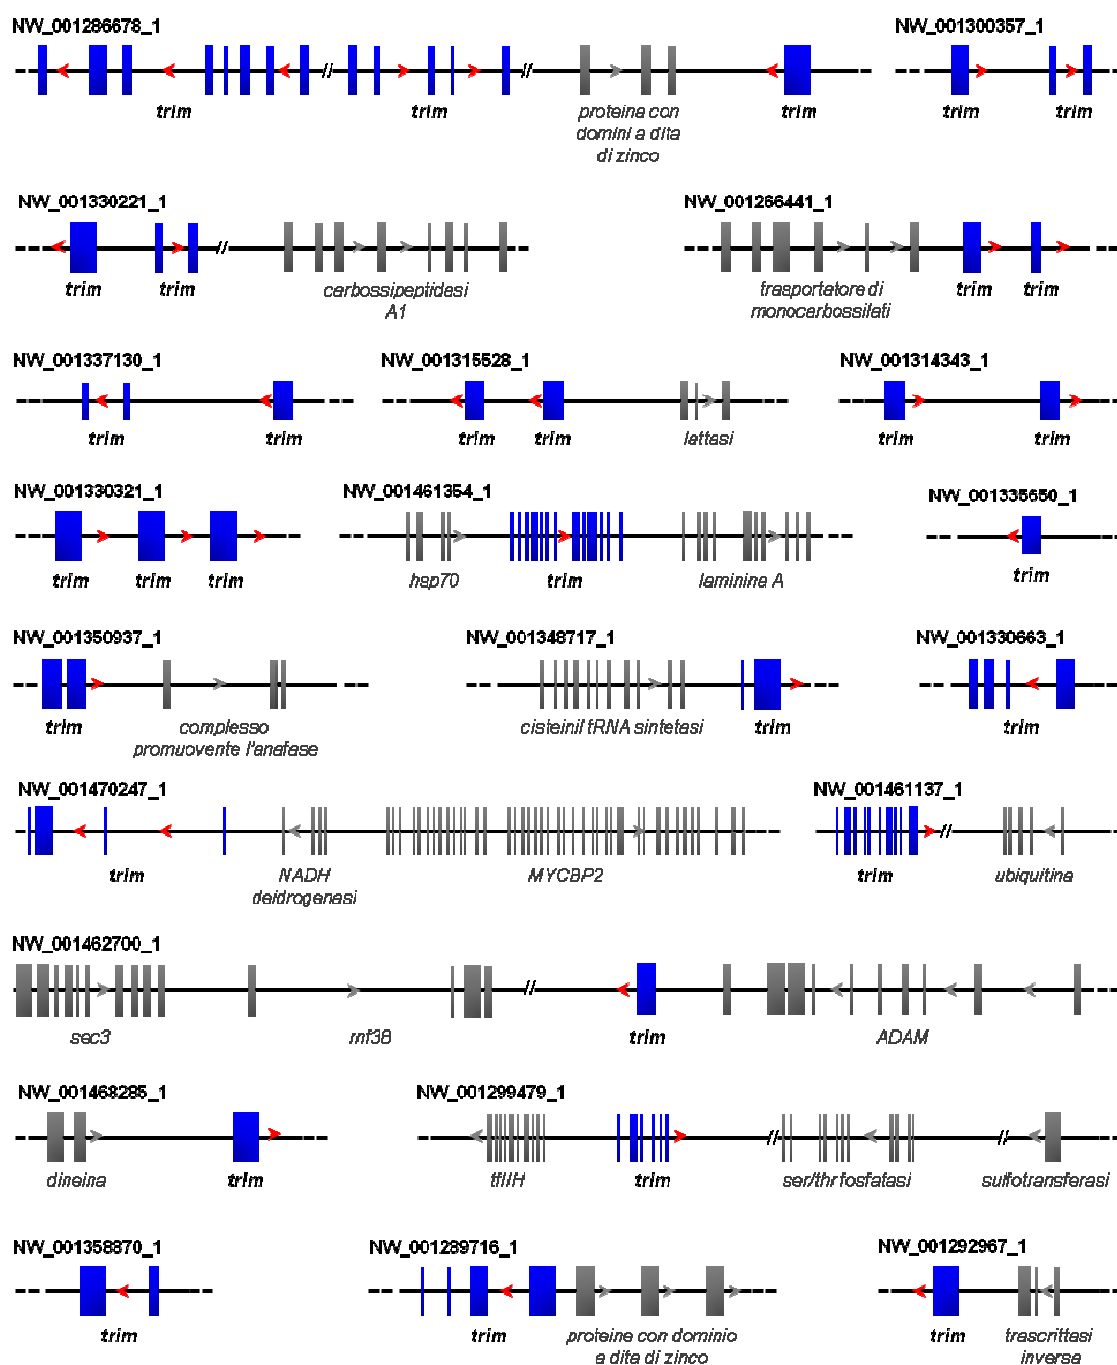 NW_001286678_1 NW_001300357_1
trim trim proteina con domini a dita di zinco trim trim trim
NW_001330221_1 NW_001266441_1
trim trim carbossipeptidasi A1 trasportatore di monocarbossilati trim trim
NW_001337130_1 NW_001315528_1 NW_001314343_1
trim trim trim trim lattasi trim trim
NW_001330321_1 NW_001461354_1 NW_001335650_1
trim trim trim hsp70 trim laminina A trim
NW_001350937_1 NW_001348717_1 NW_001330663_1
trim complesso promuovente l'anafase cisteinil tRNA sintetasi trim trim
NW_001470247_1 NW_001461137_1
trim NADH deidrogenasi MYCBP2 trim ubiquitina
NW_001462700_1
sec3 rnf38 trim ADAM
NW_001468285_1 NW_001299479_1
dineina trim tfIIH trim ser/thr fosfatasi sulfotransferasi
NW_001358870_1 NW_001289716_1 NW_001292967_1
trim trim proteine con dominio a dita di zinco trim trascrittasi inversa